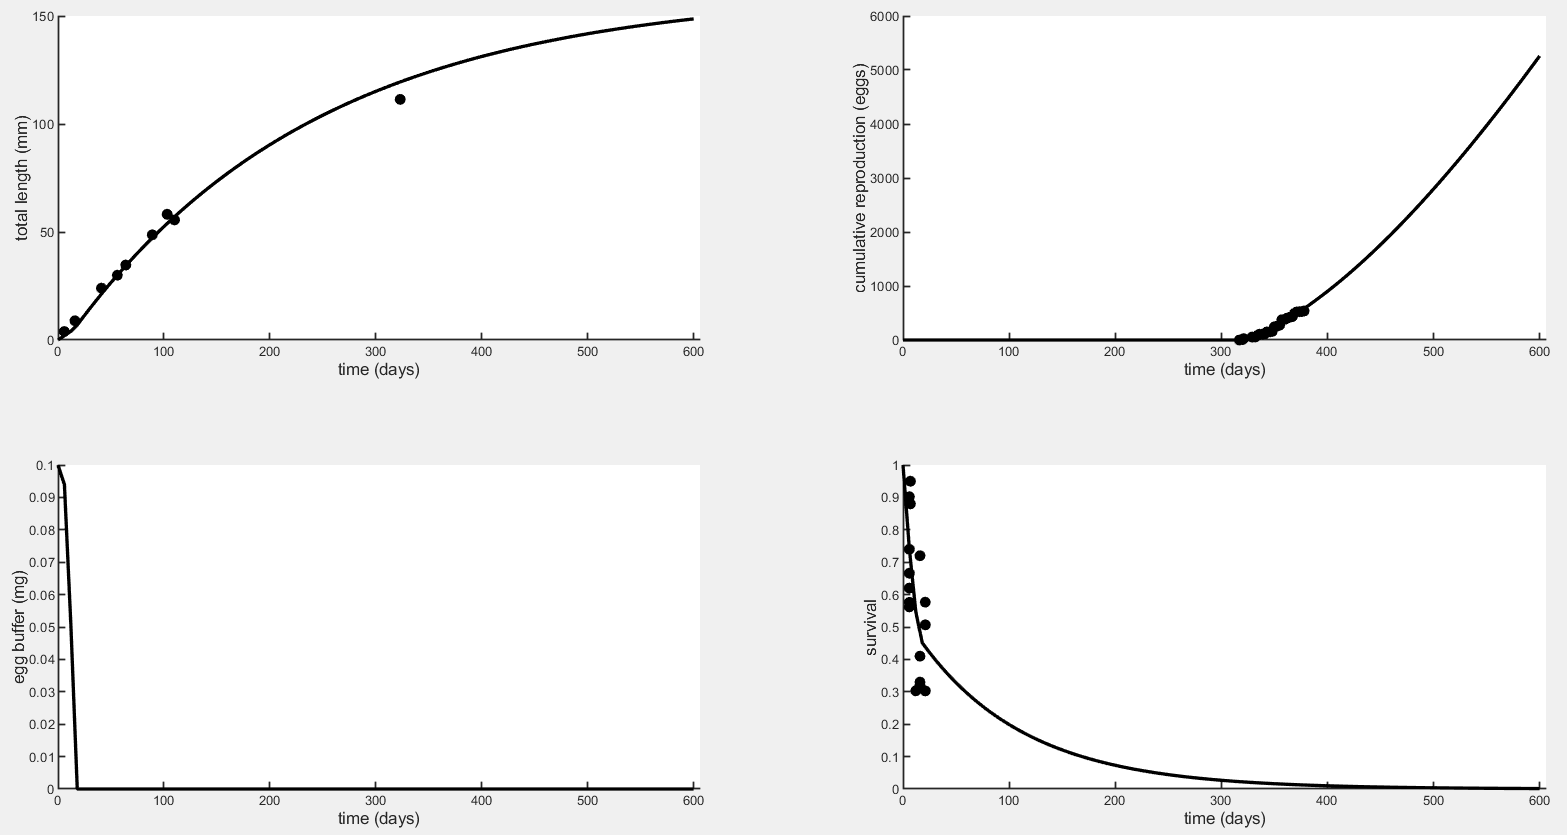 total length (mm)
150
100
50
0
0 100 200 300 400 500 600
time (days)
cumulative reproduction (eggs)
6000
5000
4000
3000
2000
1000
0
0 100 200 300 400 500 600
time (days)
egg buffer (mg)
0.1
0.09
0.08
0.07
0.06
0.05
0.04
0.03
0.02
0.01
0
0 100 200 300 400 500 600
time (days)
survival
1
0.9
0.8
0.7
0.6
0.5
0.4
0.3
0.2
0.1
0
0 100 200 300 400 500 600
time (days)